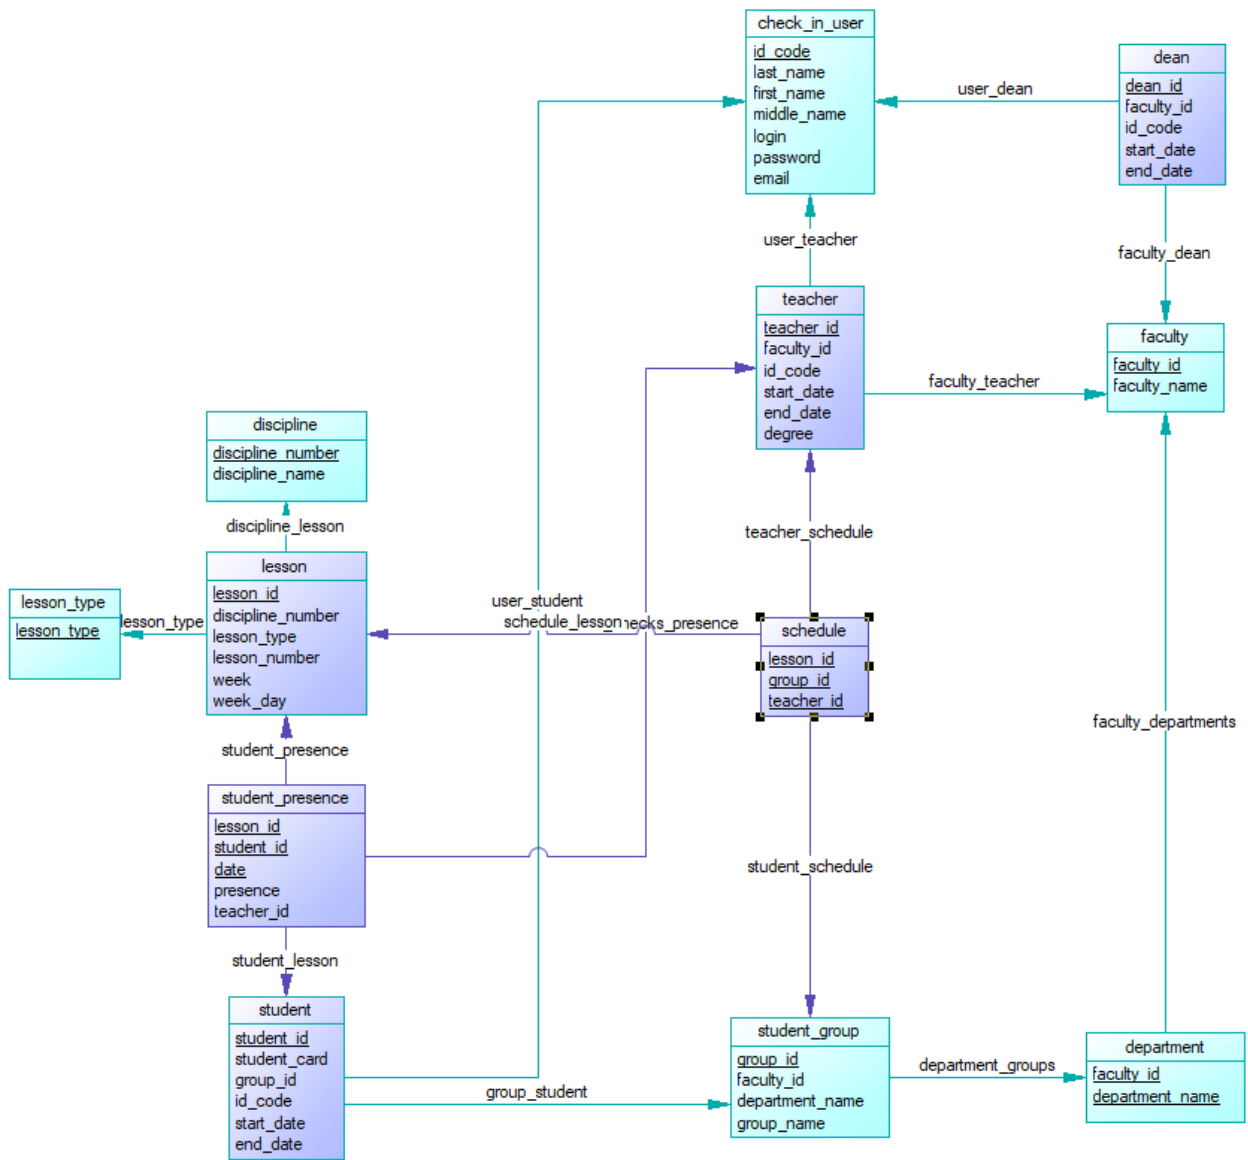 check_in_user
id_code
last_name
first_name
middle_name
login
password
email
dean
dean_id
faculty_id
id_code
start_date
end_date
user_dean
user_teacher
faculty_dean
teacher
teacher_id
faculty_id
id_code
start_date
end_date
degree
faculty
faculty_id
faculty_name
faculty_teacher
discipline
discipline_number
discipline_name
discipline_lesson
teacher_schedule
lesson
lesson_id
discipline_number
lesson_type
lesson_number
week
week_day
lesson_type
lesson_type
lesson_type
user_student
schedule_lesson
hecks_presence
schedule
lesson_id
group_id
teacher_id
faculty_departments
student_presence
student_presence
lesson_id
student_id
date
presence
teacher_id
student_schedule
student_lesson
student
student_id
student_card
group_id
id_code
start_date
end_date
group_student
student_group
group_id
faculty_id
department_name
group_name
department_groups
department
faculty_id
department_name